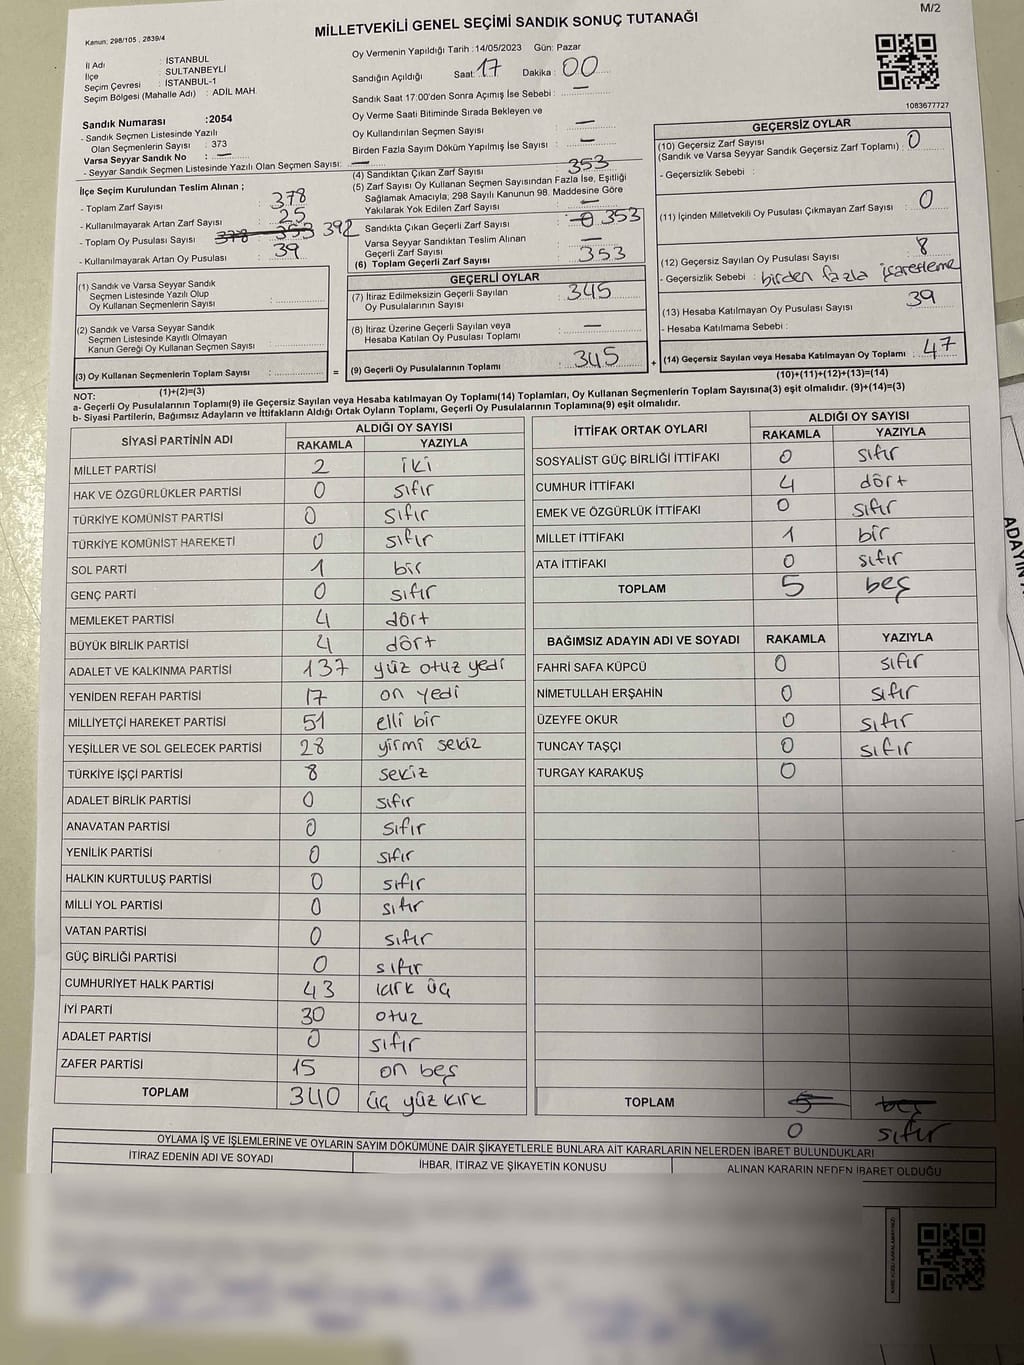 M/2
MİLLETVEKİLİ GENEL SEÇİMİ SANDIK SONUÇ TUTANAĞI
Kanun: 298/105 , 2839/4
İl Adı : İSTANBUL
İlçe : SULTANBEYLİ
Seçim Çevresi : İSTANBUL-1
Seçim Bölgesi (Mahalle Adı) : ADİL MAH
Sandık Numarası :2054
- Sandık Seçmen Listesinde Yazılı
Olan Seçmenlerin Sayısı : 373
Varsa Seyyar Sandık No : —
- Seyyar Sandık Seçmen Listesinde Yazılı Olan Seçmen Sayısı: —
Oy Vermenin Yapıldığı Tarih : 14/05/2023 Gün: Pazar
Sandığın Açıldığı Saat: 17 Dakika : 00
Sandık Saat 17:00'den Sonra Açımış İse Sebebi : —
Oy Verme Saati Bitiminde Sırada Bekleyen ve
Oy Kullandırılan Seçmen Sayısı : —
Birden Fazla Sayım Döküm Yapılmış İse Sayısı : —
1083677727
İlçe Seçim Kurulundan Teslim Alınan ;
- Toplam Zarf Sayısı : 378
- Kullanılmayarak Artan Zarf Sayısı : 25
- Toplam Oy Pusulası Sayısı : 378 353 392
- Kullanılmayarak Artan Oy Pusulası : 39
(4) Sandıktan Çıkan Zarf Sayısı : 353
(5) Zarf Sayısı Oy Kullanan Seçmen Sayısından Fazla İse, Eşitliği
Sağlamak Amacıyla, 298 Sayılı Kanunun 98. Maddesine Göre
Yakılarak Yok Edilen Zarf Sayısı : —
Sandıkta Çıkan Geçerli Zarf Sayısı : 0 353
Varsa Seyyar Sandıktan Teslim Alınan
Geçerli Zarf Sayısı : —
(6) Toplam Geçerli Zarf Sayısı : 353
GEÇERSİZ OYLAR
(10) Geçersiz Zarf Sayısı
(Sandık ve Varsa Seyyar Sandık Geçersiz Zarf Toplamı) : 0
- Geçersizlik Sebebi :
(11) İçinden Milletvekili Oy Pusulası Çıkmayan Zarf Sayısı : 0
(12) Geçersiz Sayılan Oy Pusulası Sayısı : 8
- Geçersizlik Sebebi : birden fazla işaretleme
(13) Hesaba Katılmayan Oy Pusulası Sayısı : 39
- Hesaba Katılmama Sebebi :
(14) Geçersiz Sayılan veya Hesaba Katılmayan Oy Toplamı : 47
(10)+(11)+(12)+(13)=(14)
(1) Sandık ve Varsa Seyyar Sandık
Seçmen Listesinde Yazılı Olup
Oy Kullanan Seçmenlerin Sayısı :
(2) Sandık ve Varsa Seyyar Sandık
Seçmen Listesinde Kayıtlı Olmayan
Kanun Gereği Oy Kullanan Seçmen Sayısı :
(3) Oy Kullanan Seçmenlerin Toplam Sayısı :
(1)+(2)=(3)
=
GEÇERLİ OYLAR
(7) İtiraz Edilmeksizin Geçerli Sayılan
Oy Pusulalarının Sayısı : 345
(8) İtiraz Üzerine Geçerli Sayılan veya
Hesaba Katılan Oy Pusulası Toplamı : —
(9) Geçerli Oy Pusulalarının Toplamı : 345
+
NOT:
a- Geçerli Oy Pusulalarının Toplamı(9) ile Geçersiz Sayılan veya Hesaba katılmayan Oy Toplamı(14) Toplamları, Oy Kullanan Seçmenlerin Toplam Sayısına(3) eşit olmalıdır. (9)+(14)=(3)
b- Siyasi Partilerin, Bağımsız Adayların ve İttifakların Aldığı Ortak Oyların Toplamı, Geçerli Oy Pusulalarının Toplamına(9) eşit olmalıdır.
SİYASİ PARTİNİN ADI ALDIĞI OY SAYISI
RAKAMLA YAZIYLA
MİLLET PARTİSİ 2 iki
HAK VE ÖZGÜRLÜKLER PARTİSİ 0 sıfır
TÜRKİYE KOMÜNİST PARTİSİ 0 sıfır
TÜRKİYE KOMÜNİST HAREKETİ 0 sıfır
SOL PARTİ 1 bir
GENÇ PARTİ 0 sıfır
MEMLEKET PARTİSİ 4 dört
BÜYÜK BİRLİK PARTİSİ 4 dört
ADALET VE KALKINMA PARTİSİ 137 yüz otuz yedi
YENİDEN REFAH PARTİSİ 17 on yedi
MİLLİYETÇİ HAREKET PARTİSİ 51 elli bir
YEŞİLLER VE SOL GELECEK PARTİSİ 28 yirmi sekiz
TÜRKİYE İŞÇİ PARTİSİ 8 sekiz
ADALET BİRLİK PARTİSİ 0 sıfır
ANAVATAN PARTİSİ 0 sıfır
YENİLİK PARTİSİ 0 sıfır
HALKIN KURTULUŞ PARTİSİ 0 sıfır
MİLLİ YOL PARTİSİ 0 sıfır
VATAN PARTİSİ 0 sıfır
GÜÇ BİRLİĞİ PARTİSİ 0 sıfır
CUMHURİYET HALK PARTİSİ 43 kırk üç
İYİ PARTİ 30 otuz
ADALET PARTİSİ 0 sıfır
ZAFER PARTİSİ 15 on beş
TOPLAM 340 üç yüz kırk
İTTİFAK ORTAK OYLARI ALDIĞI OY SAYISI
RAKAMLA YAZIYLA
SOSYALİST GÜÇ BİRLİĞİ İTTİFAKI 0 sıfır
CUMHUR İTTİFAKI 4 dört
EMEK VE ÖZGÜRLÜK İTTİFAKI 0 sıfır
MİLLET İTTİFAKI 1 bir
ATA İTTİFAKI 0 sıfır
TOPLAM 5 beş
BAĞIMSIZ ADAYIN ADI VE SOYADI RAKAMLA YAZIYLA
FAHRİ SAFA KÜPCÜ 0 sıfır
NİMETULLAH ERŞAHİN 0 sıfır
ÜZEYFE OKUR 0 sıfır
TUNCAY TAŞÇI 0 sıfır
TURGAY KARAKUŞ 0
TOPLAM 5 beş
0 sıfır
OYLAMA İŞ VE İŞLEMLERİNE VE OYLARIN SAYIM DÖKÜMÜNE DAİR ŞİKAYETLERLE BUNLARA AİT KARARLARIN NELERDEN İBARET BULUNDUKLARI
İTİRAZ EDENİN ADI VE SOYADI İHBAR, İTİRAZ VE ŞİKAYETİN KONUSU ALINAN KARARIN NEDEN İBARET OLDUĞU
ADAYIN